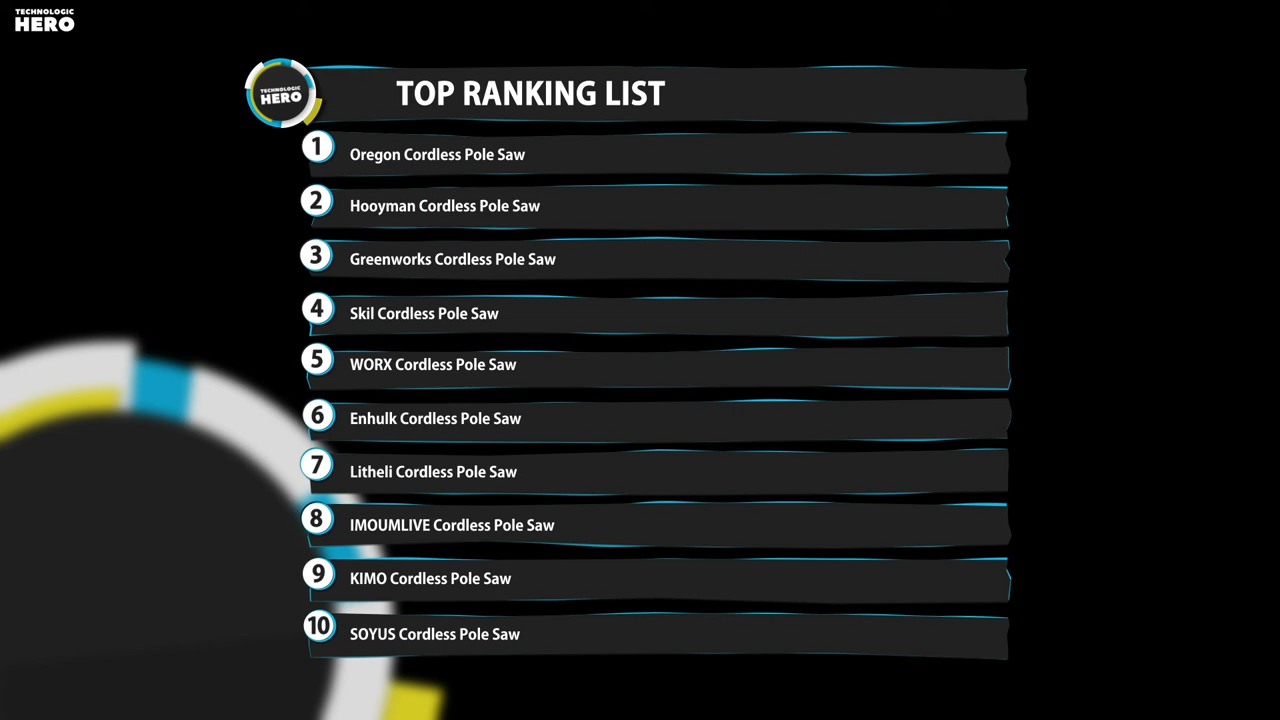 TECHNOLOGIC
HERO
TECHNOLOGIC
HERO
TOP RANKING LIST
1
Oregon Cordless Pole Saw
2
Hooyman Cordless Pole Saw
3
Greenworks Cordless Pole Saw
4
Skil Cordless Pole Saw
5
WORX Cordless Pole Saw
6
Enhulk Cordless Pole Saw
7
Litheli Cordless Pole Saw
8
IMOUMLIVE Cordless Pole Saw
9
KIMO Cordless Pole Saw
10
SOYUS Cordless Pole Saw